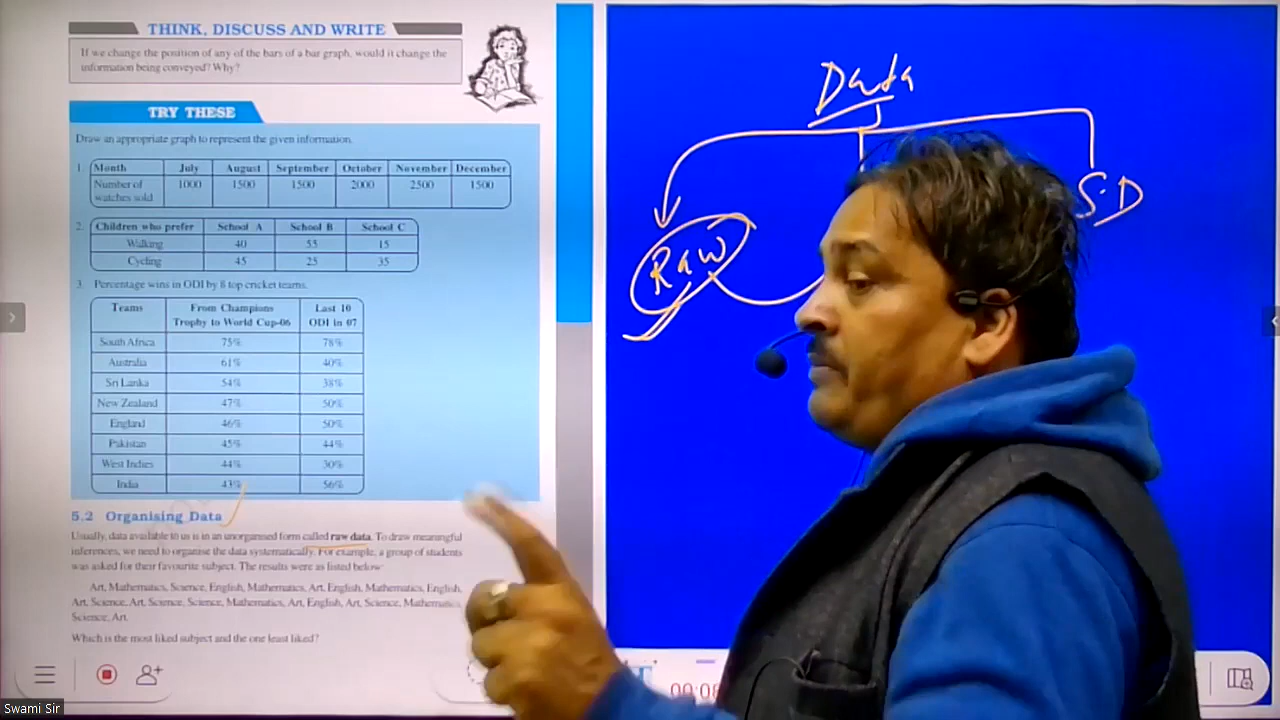 THINK, DISCUSS AND WRITE
If we change the position of any of the bars of a bar graph, would it change the
information being conveyed? Why?
TRY THESE
Draw an appropriate graph to represent the given information.
1. Month July August September October November December
Number of watches sold 1000 1500 1500 2000 2500 1500
2. Children who prefer School A School B School C
Walking 40 55 15
Cycling 45 25 35
3. Percentage wins in ODI by 8 top cricket teams.
Teams From Champions Trophy to World Cup-06 Last 10 ODI in 07
South Africa 75% 78%
Australia 61% 40%
Sri Lanka 54% 38%
New Zealand 47% 50%
England 46% 50%
Pakistan 45% 44%
West Indies 44% 30%
India 43% 56%
5.2 Organising Data
Usually, data available to us is in an unorganised form called raw data. To draw meaningful
inferences, we need to organise the data systematically. For example, a group of students
was asked for their favourite subject. The results were as listed below:
Art, Mathematics, Science, English, Mathematics, Art, English, Mathematics, English,
Art, Science, Art, Science, Science, Mathematics, Art, English, Art, Science, Mathematics,
Science, Art.
Which is the most liked subject and the one least liked?
Data
Raw
S.D
00:08
Swami Sir